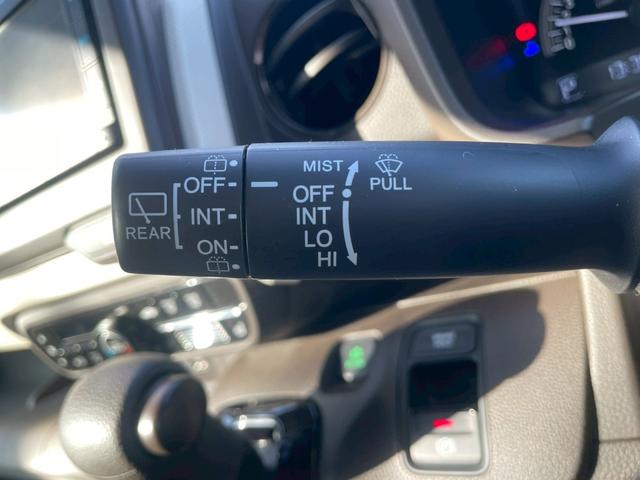 REAR
OFF
INT
ON
MIST
OFF
INT
LO
HI
PULL
P